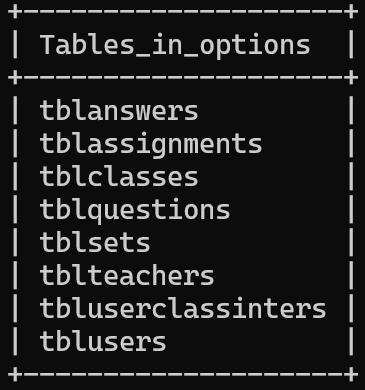 +---------------------+
| Tables_in_options   |
+---------------------+
| tblanswers          |
| tblassignments      |
| tblclasses          |
| tblquestions        |
| tblsets             |
| tblteachers         |
| tbluserclassinters  |
| tblusers            |
+---------------------+